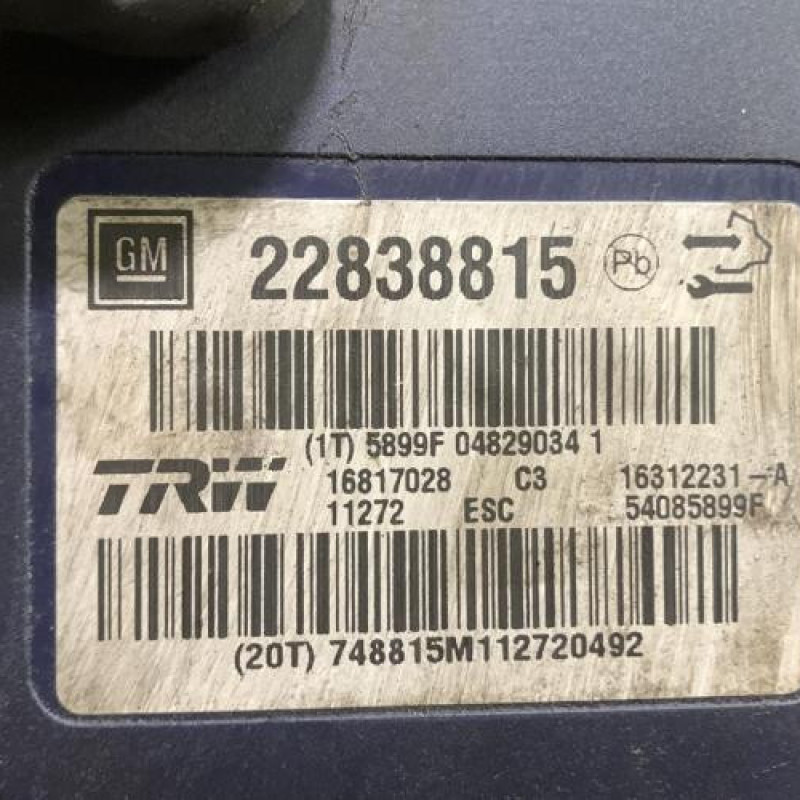 GM 22838815 Pb
(1T) 5899F 04829034 1
TRW 16817028 C3 16312231-A
11272 ESC 54085899F
(20T) 748815M112720492